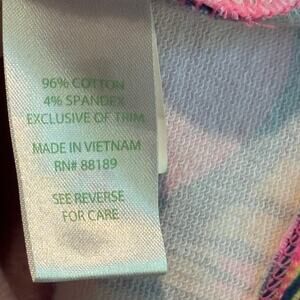 96% COTTON
4% SPANDEX
EXCLUSIVE OF TRIM
MADE IN VIETNAM
RN# 88189
SEE REVERSE
FOR CARE